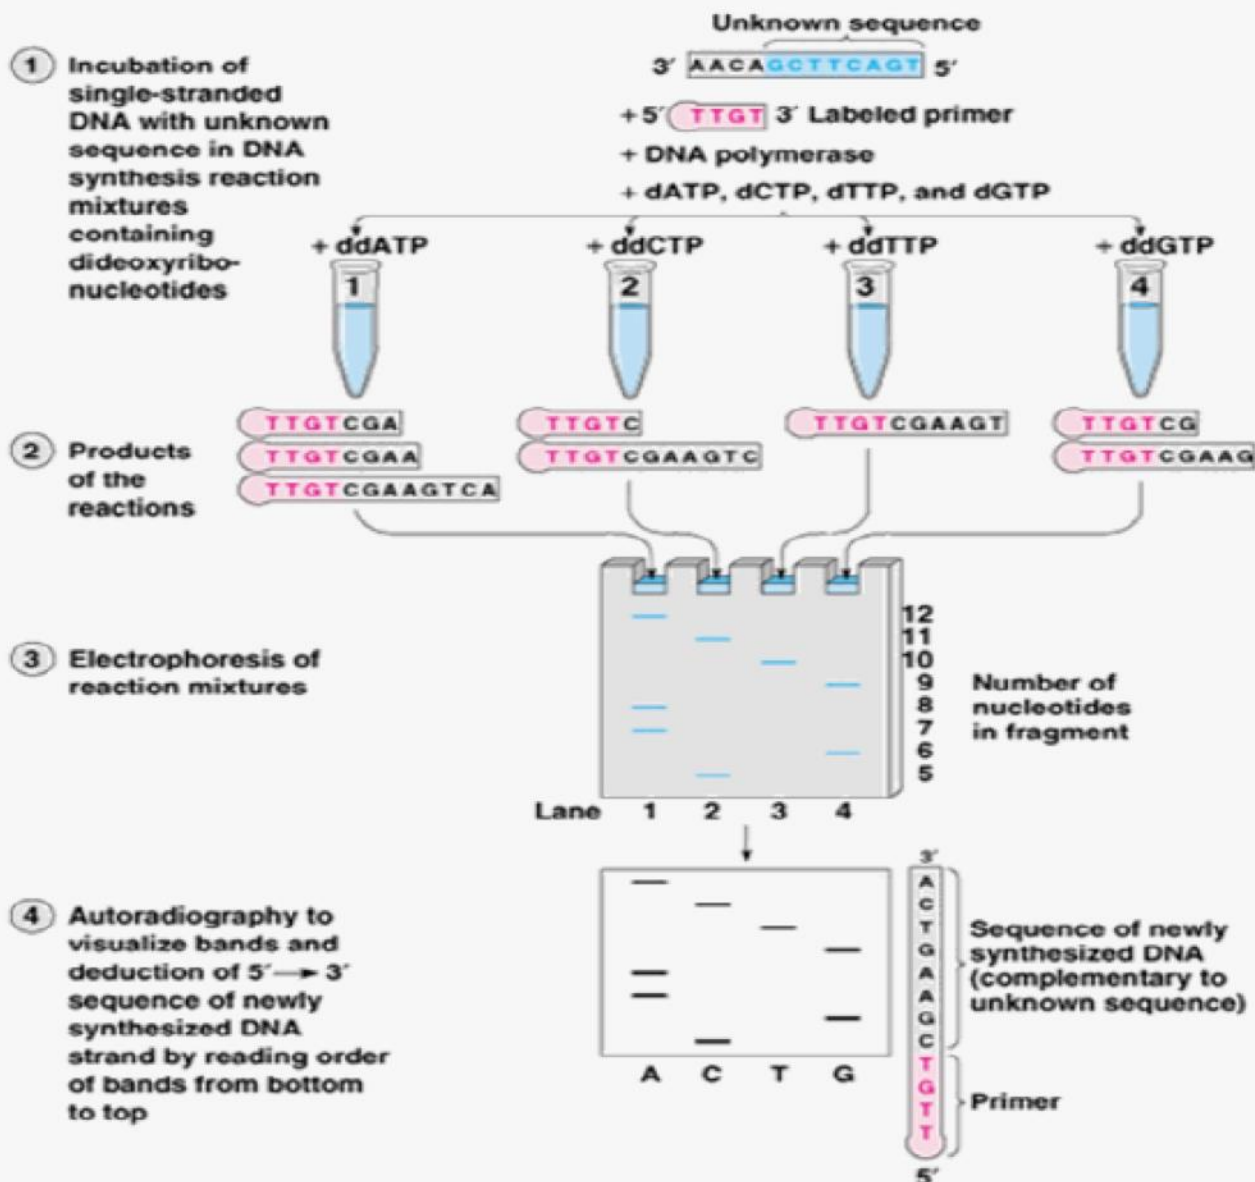 Unknown sequence
1 Incubation of
single-stranded
DNA with unknown
sequence in DNA
synthesis reaction
mixtures
containing
dideoxyribo-
nucleotides
3′ AACAGCTTCAGT 5′
+ 5′ TTGT 3′ Labeled primer
+ DNA polymerase
+ dATP, dCTP, dTTP, and dGTP
+ ddATP
+ ddCTP
+ ddTTP
+ ddGTP
1
2
3
4
2 Products
of the
reactions
TTGTCGA
TTGTCGAA
TTGTCGAAGTCA
TTGTC
TTGTCGAAGTC
TTGTCGAAGT
TTGTCG
TTGTCGAAG
3 Electrophoresis of
reaction mixtures
12
11
10
9
8
7
6
5
Number of
nucleotides
in fragment
Lane 1 2 3 4
4 Autoradiography to
visualize bands and
deduction of 5′ → 3′
sequence of newly
synthesized DNA
strand by reading order
of bands from bottom
to top
A C T G
3′
A
C
T
G
A
A
G
C
T
G
T
T
5′
Sequence of newly
synthesized DNA
(complementary to
unknown sequence)
Primer